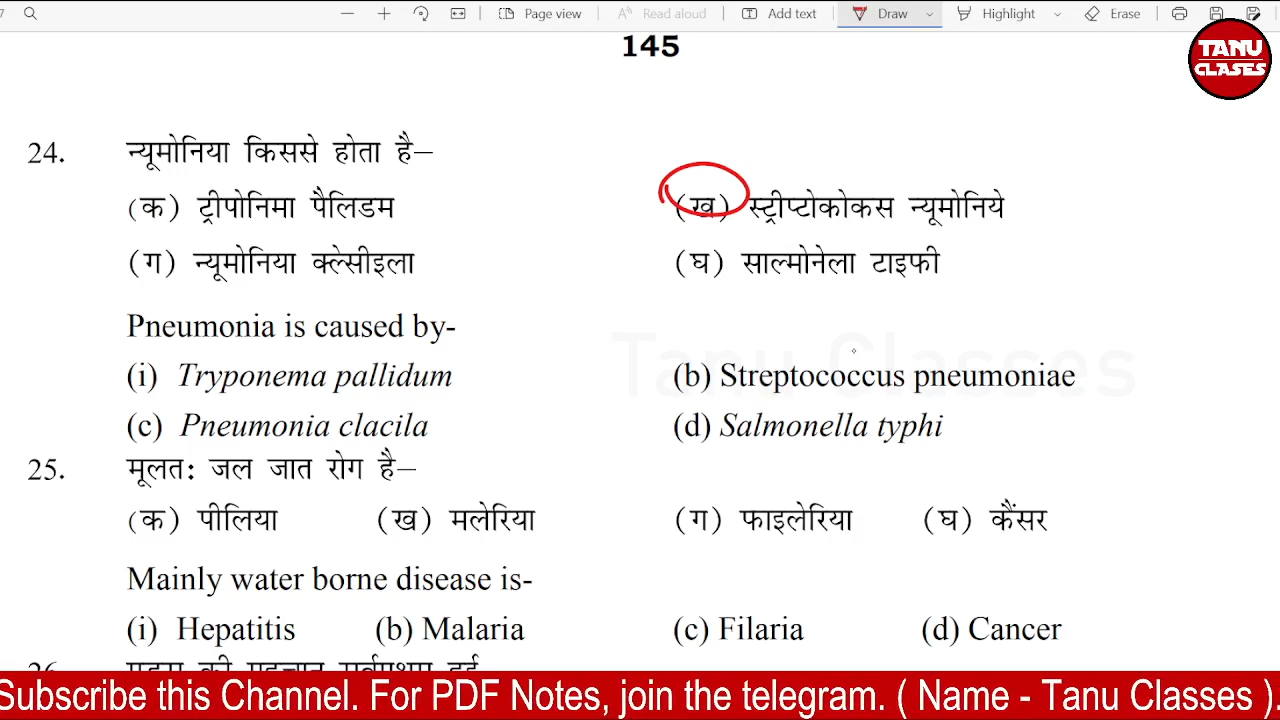 Page view
Read aloud
Add text
Draw
Highlight
Erase
TANU
CLASES
145
24. न्यूमोनिया किससे होता है–
(क) ट्रीपोनिमा पैलिडम (ख) स्ट्रीप्टोकोकस न्यूमोनिये
(ग) न्यूमोनिया क्लेसीइला (घ) साल्मोनेला टाइफी
Pneumonia is caused by-
(i) Tryponema pallidum (b) Streptococcus pneumoniae
(c) Pneumonia clacila (d) Salmonella typhi
Tanu Classes
25. मूलतः जल जात रोग है–
(क) पीलिया (ख) मलेरिया (ग) फाइलेरिया (घ) कैंसर
Mainly water borne disease is-
(i) Hepatitis (b) Malaria (c) Filaria (d) Cancer
Subscribe this Channel. For PDF Notes, join the telegram. ( Name - Tanu Classes ).